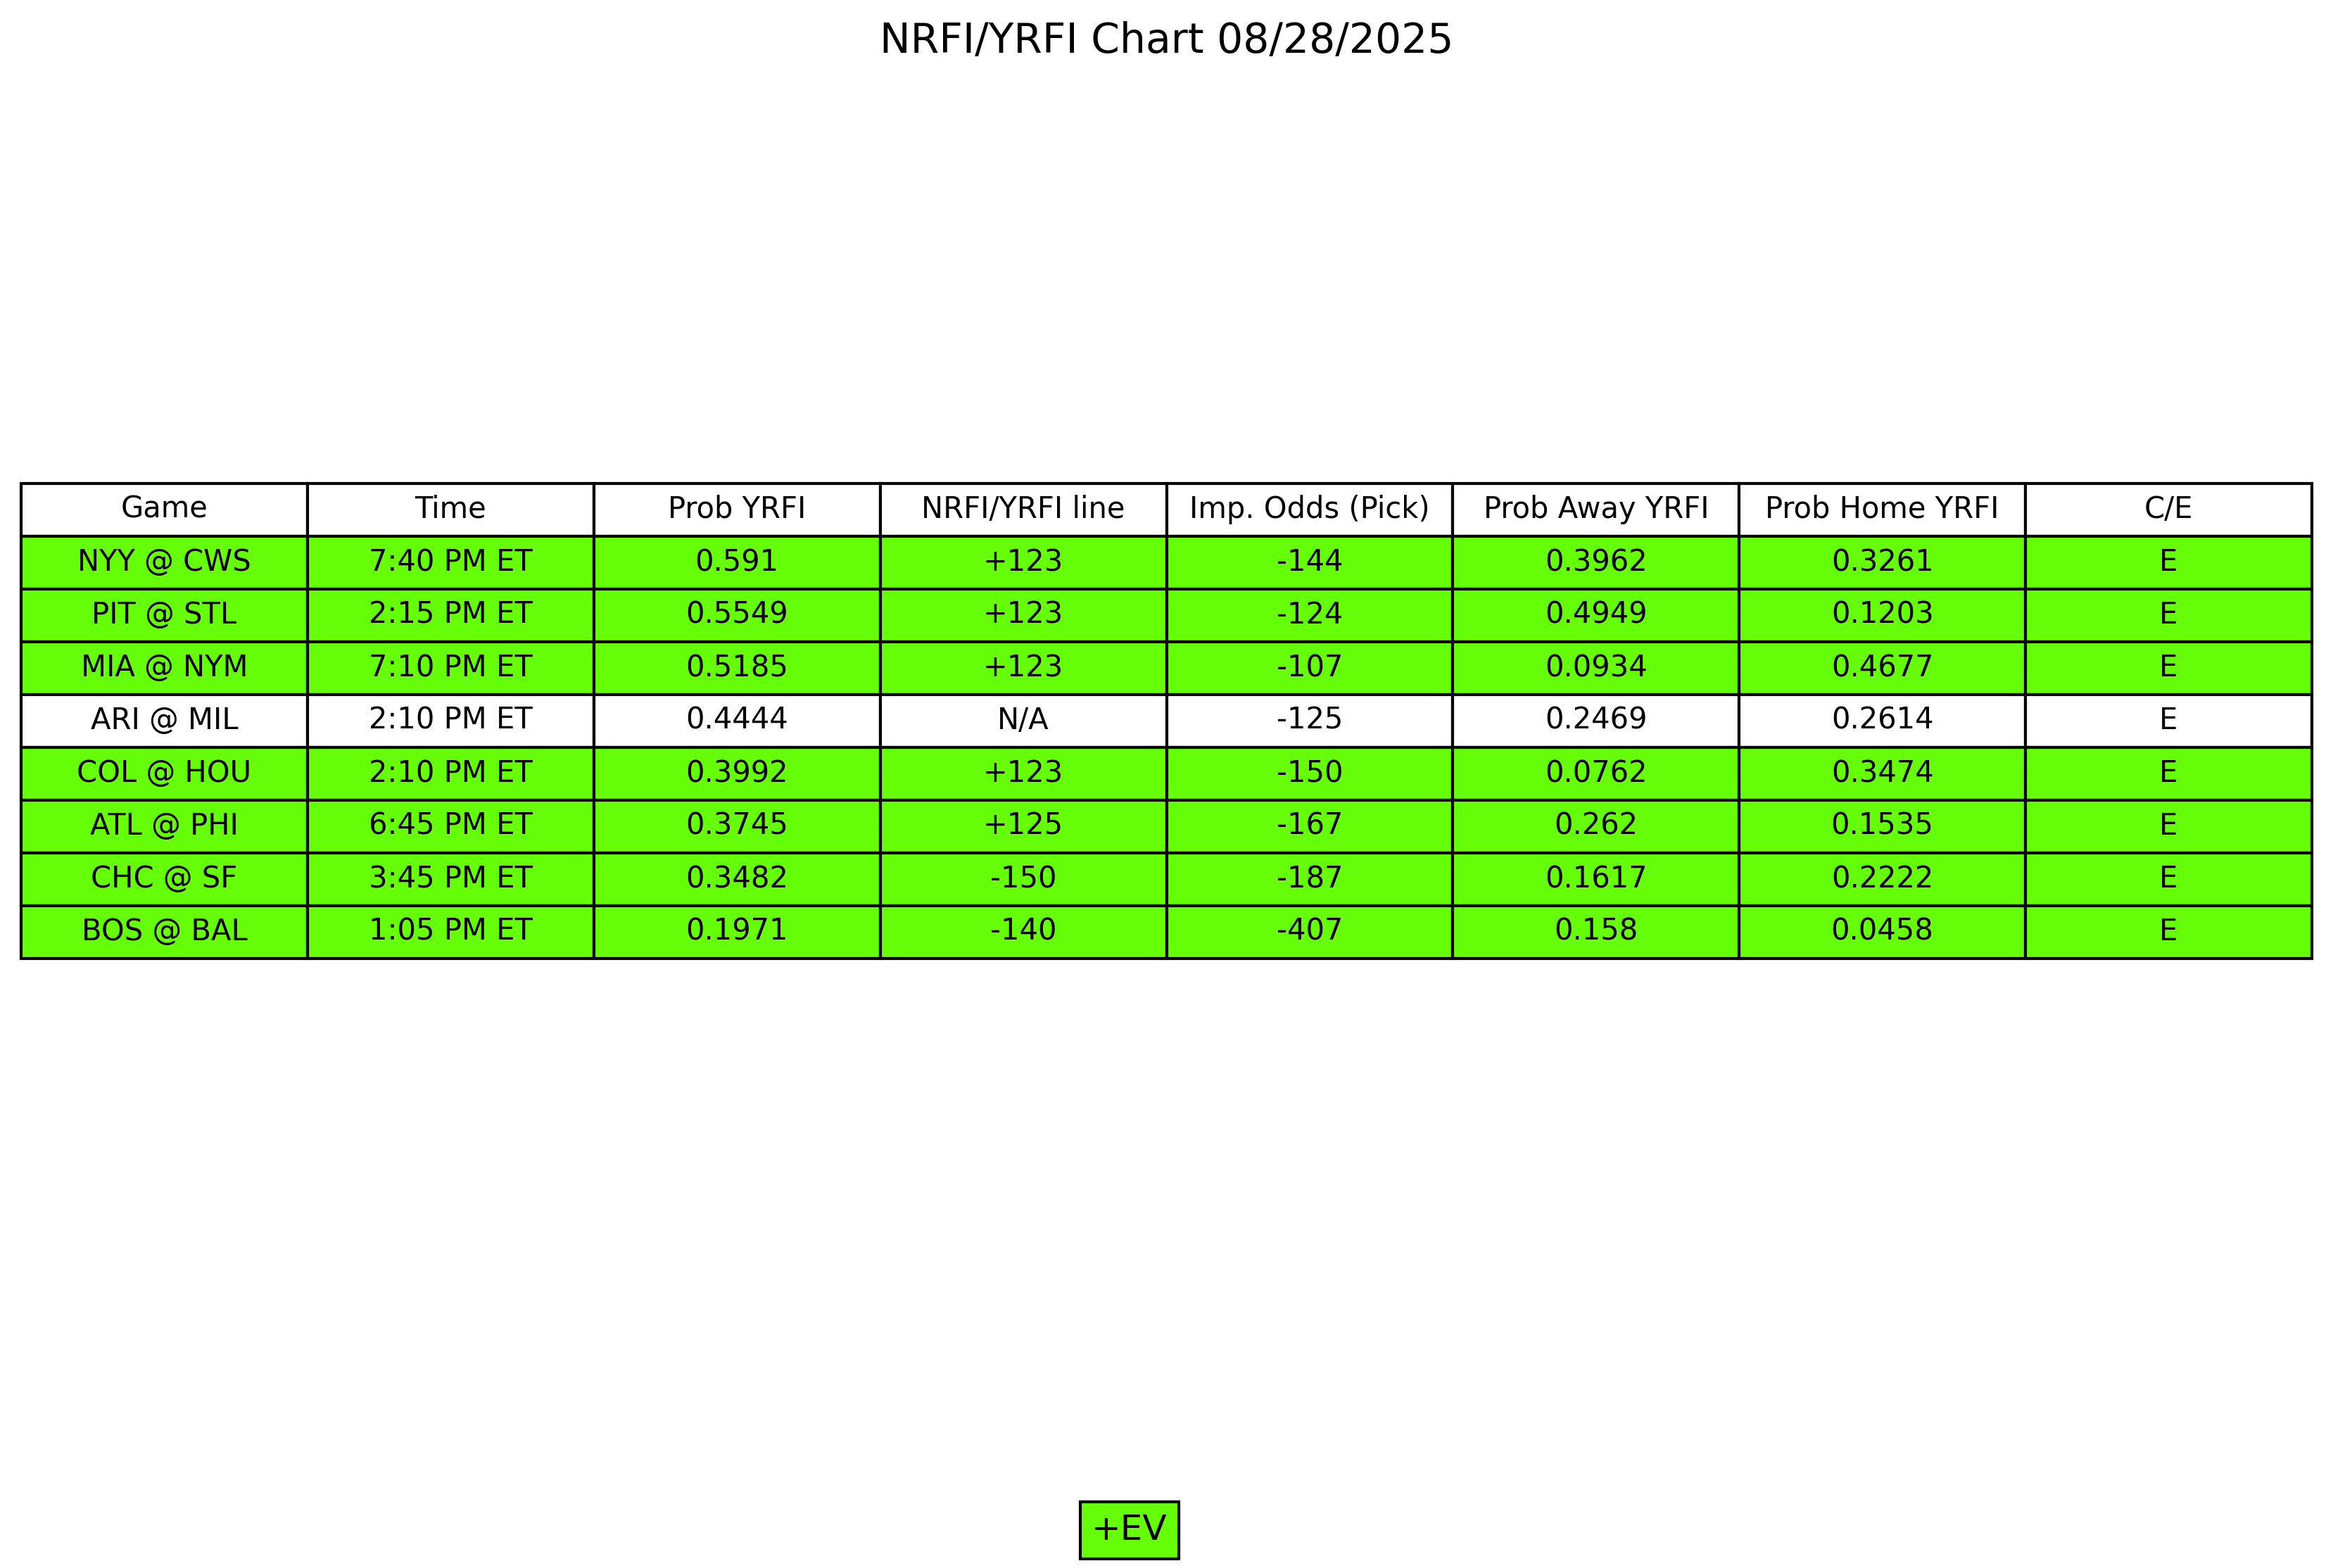 NRFI/YRFI Chart 08/28/2025
Game Time Prob YRFI NRFI/YRFI line Imp. Odds (Pick) Prob Away YRFI Prob Home YRFI C/E
NYY @ CWS 7:40 PM ET 0.591 +123 -144 0.3962 0.3261 E
PIT @ STL 2:15 PM ET 0.5549 +123 -124 0.4949 0.1203 E
MIA @ NYM 7:10 PM ET 0.5185 +123 -107 0.0934 0.4677 E
ARI @ MIL 2:10 PM ET 0.4444 N/A -125 0.2469 0.2614 E
COL @ HOU 2:10 PM ET 0.3992 +123 -150 0.0762 0.3474 E
ATL @ PHI 6:45 PM ET 0.3745 +125 -167 0.262 0.1535 E
CHC @ SF 3:45 PM ET 0.3482 -150 -187 0.1617 0.2222 E
BOS @ BAL 1:05 PM ET 0.1971 -140 -407 0.158 0.0458 E
+EV